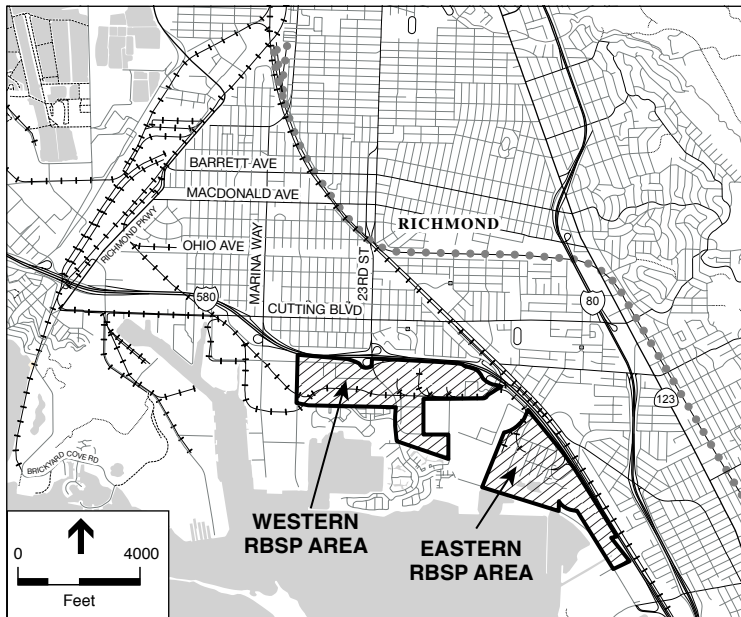 BARRETT AVE
MACDONALD AVE
RICHMOND PKWY
OHIO AVE
MARINA WAY
23RD ST
RICHMOND
580
80
CUTTING BLVD
123
BRICKYARD COVE RD
WESTERN
RBSP AREA
EASTERN
RBSP AREA
0 4000
Feet